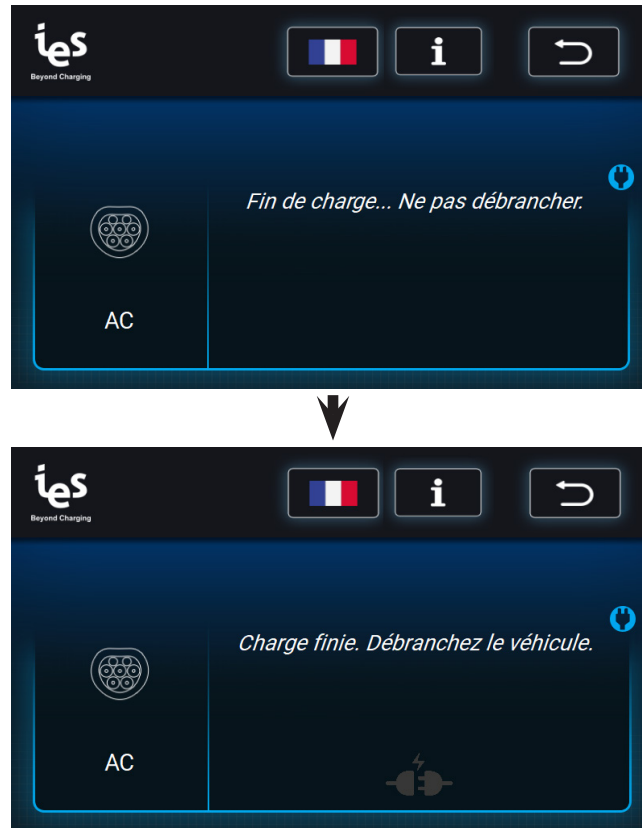 ies
Beyond Charging
i
Fin de charge... Ne pas débrancher.
AC
ies
Beyond Charging
i
Charge finie. Débranchez le véhicule.
AC